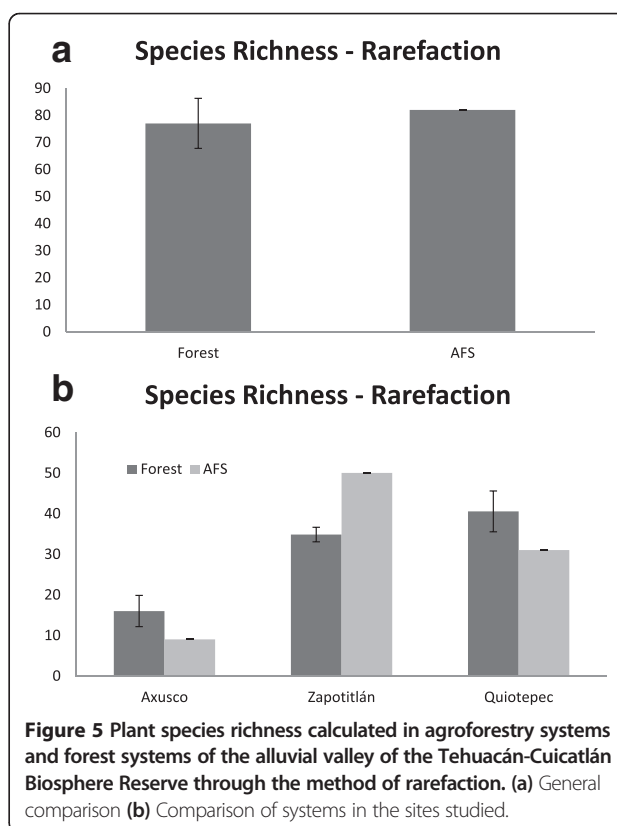 a
Species Richness - Rarefaction
90
80
70
60
50
40
30
20
10
0
Forest
AFS
b
Species Richness - Rarefaction
60
50
40
30
20
10
0
Forest
AFS
Axusco
Zapotitlán
Quiotepec
Figure 5 Plant species richness calculated in agroforestry systems
and forest systems of the alluvial valley of the Tehuacán-Cuicatlán
Biosphere Reserve through the method of rarefaction. (a) General
comparison (b) Comparison of systems in the sites studied.